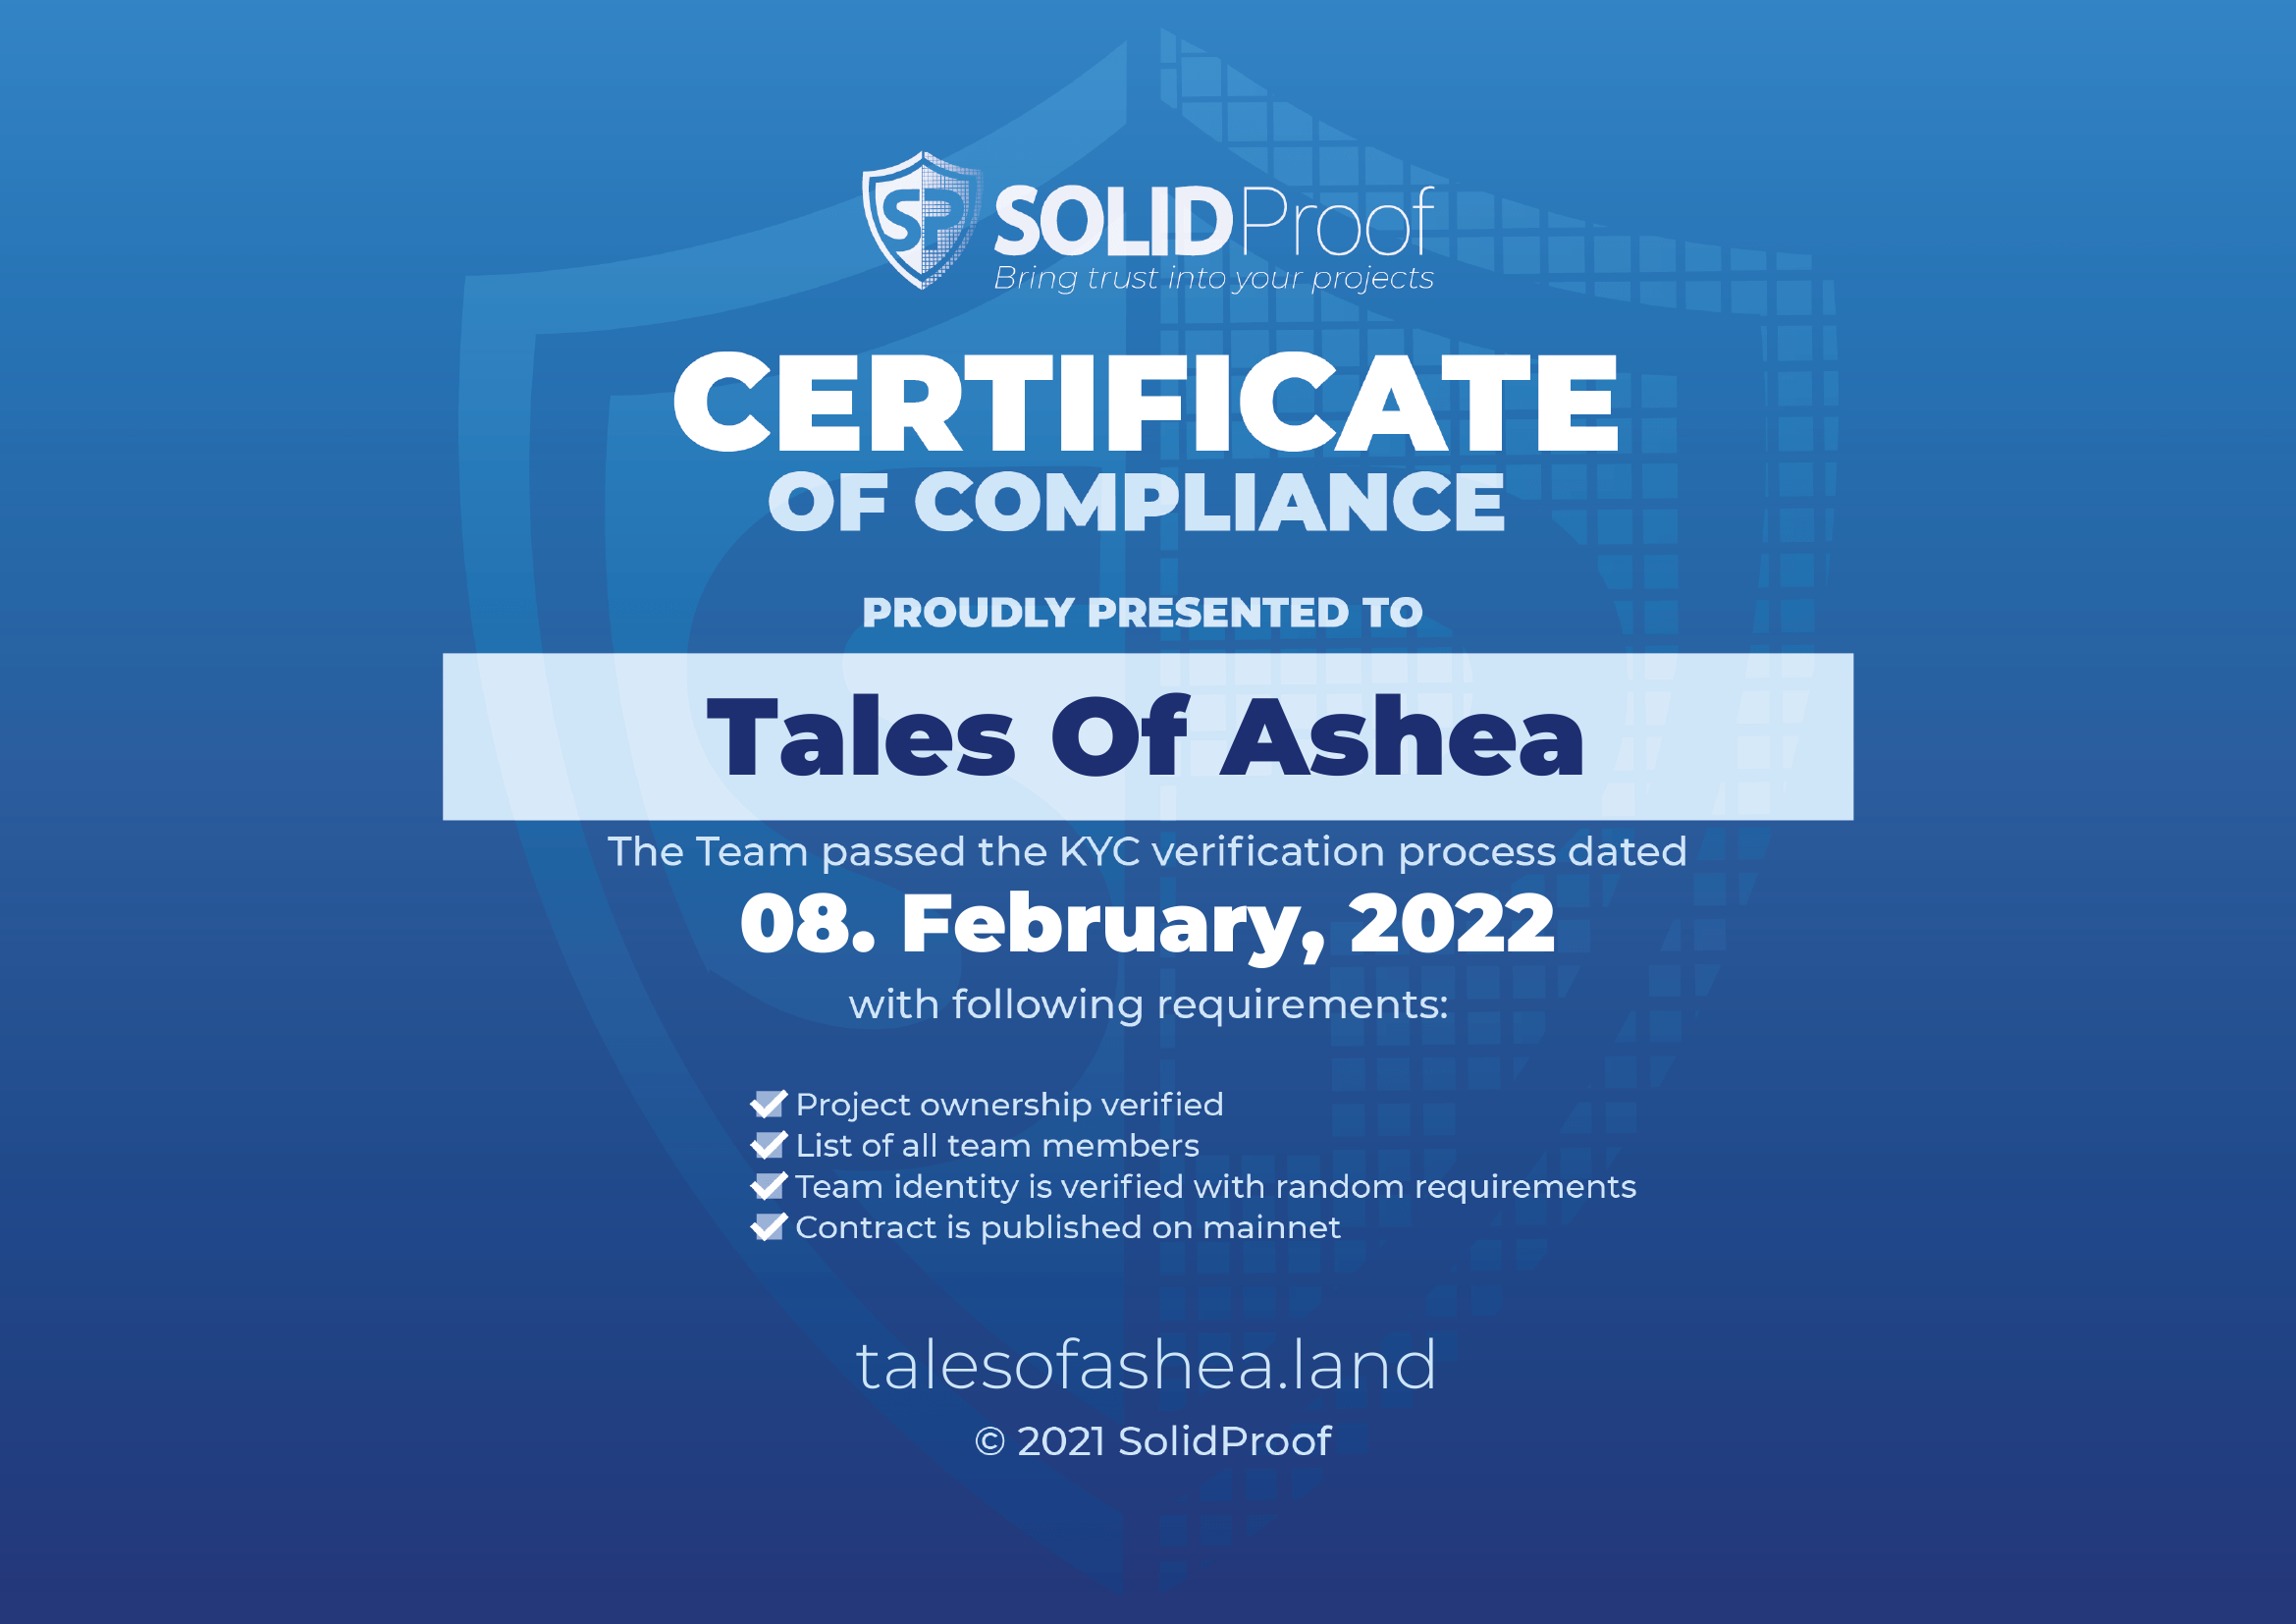 SP
SOLIDProof
Bring trust into your projects
CERTIFICATE
OF COMPLIANCE
PROUDLY PRESENTED TO
Tales Of Ashea
The Team passed the KYC verification process dated
08. February, 2022
with following requirements:
Project ownership verified
List of all team members
Team identity is verified with random requirements
Contract is published on mainnet
talesofashea.land
© 2021 SolidProof